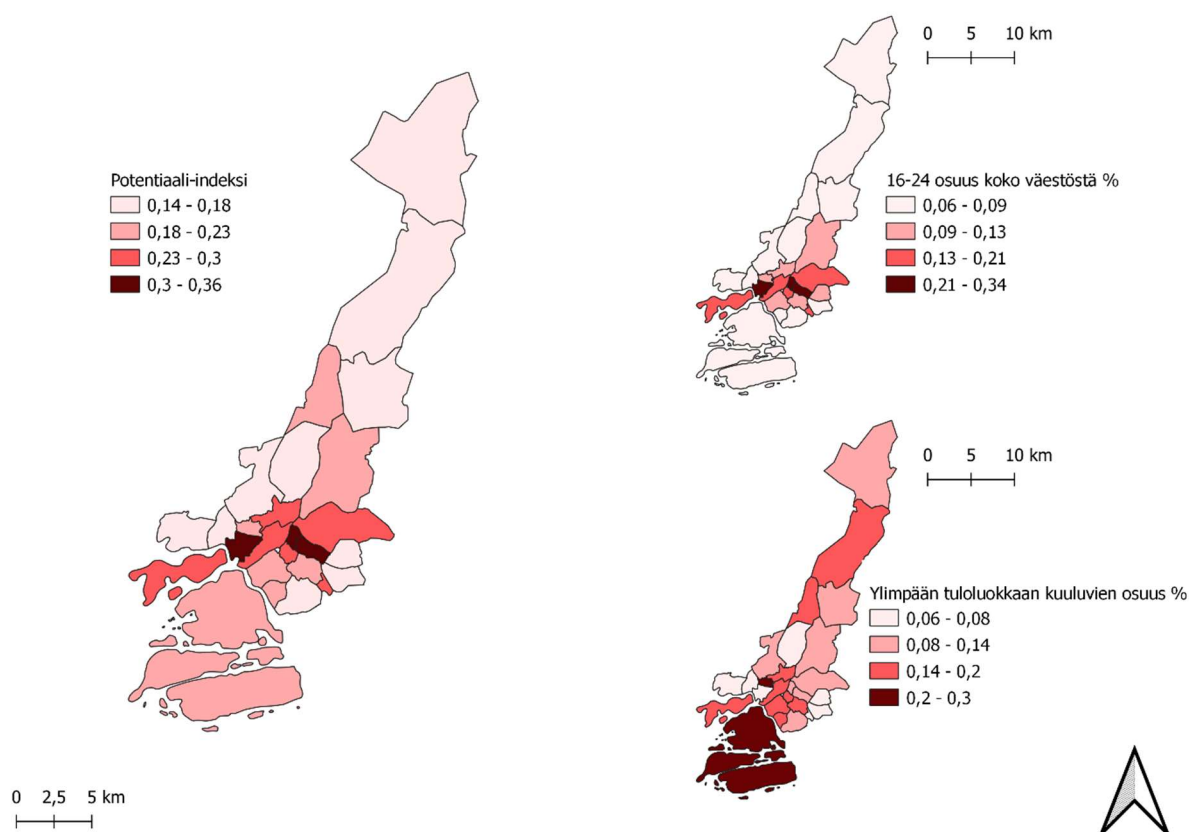 Potentiaali-indeksi
0,14 - 0,18
0,18 - 0,23
0,23 - 0,3
0,3 - 0,36
0 2,5 5 km
0 5 10 km
16-24 osuus koko väestöstä %
0,06 - 0,09
0,09 - 0,13
0,13 - 0,21
0,21 - 0,34
0 5 10 km
Ylimpään tuloluokkaan kuuluvien osuus %
0,06 - 0,08
0,08 - 0,14
0,14 - 0,2
0,2 - 0,3